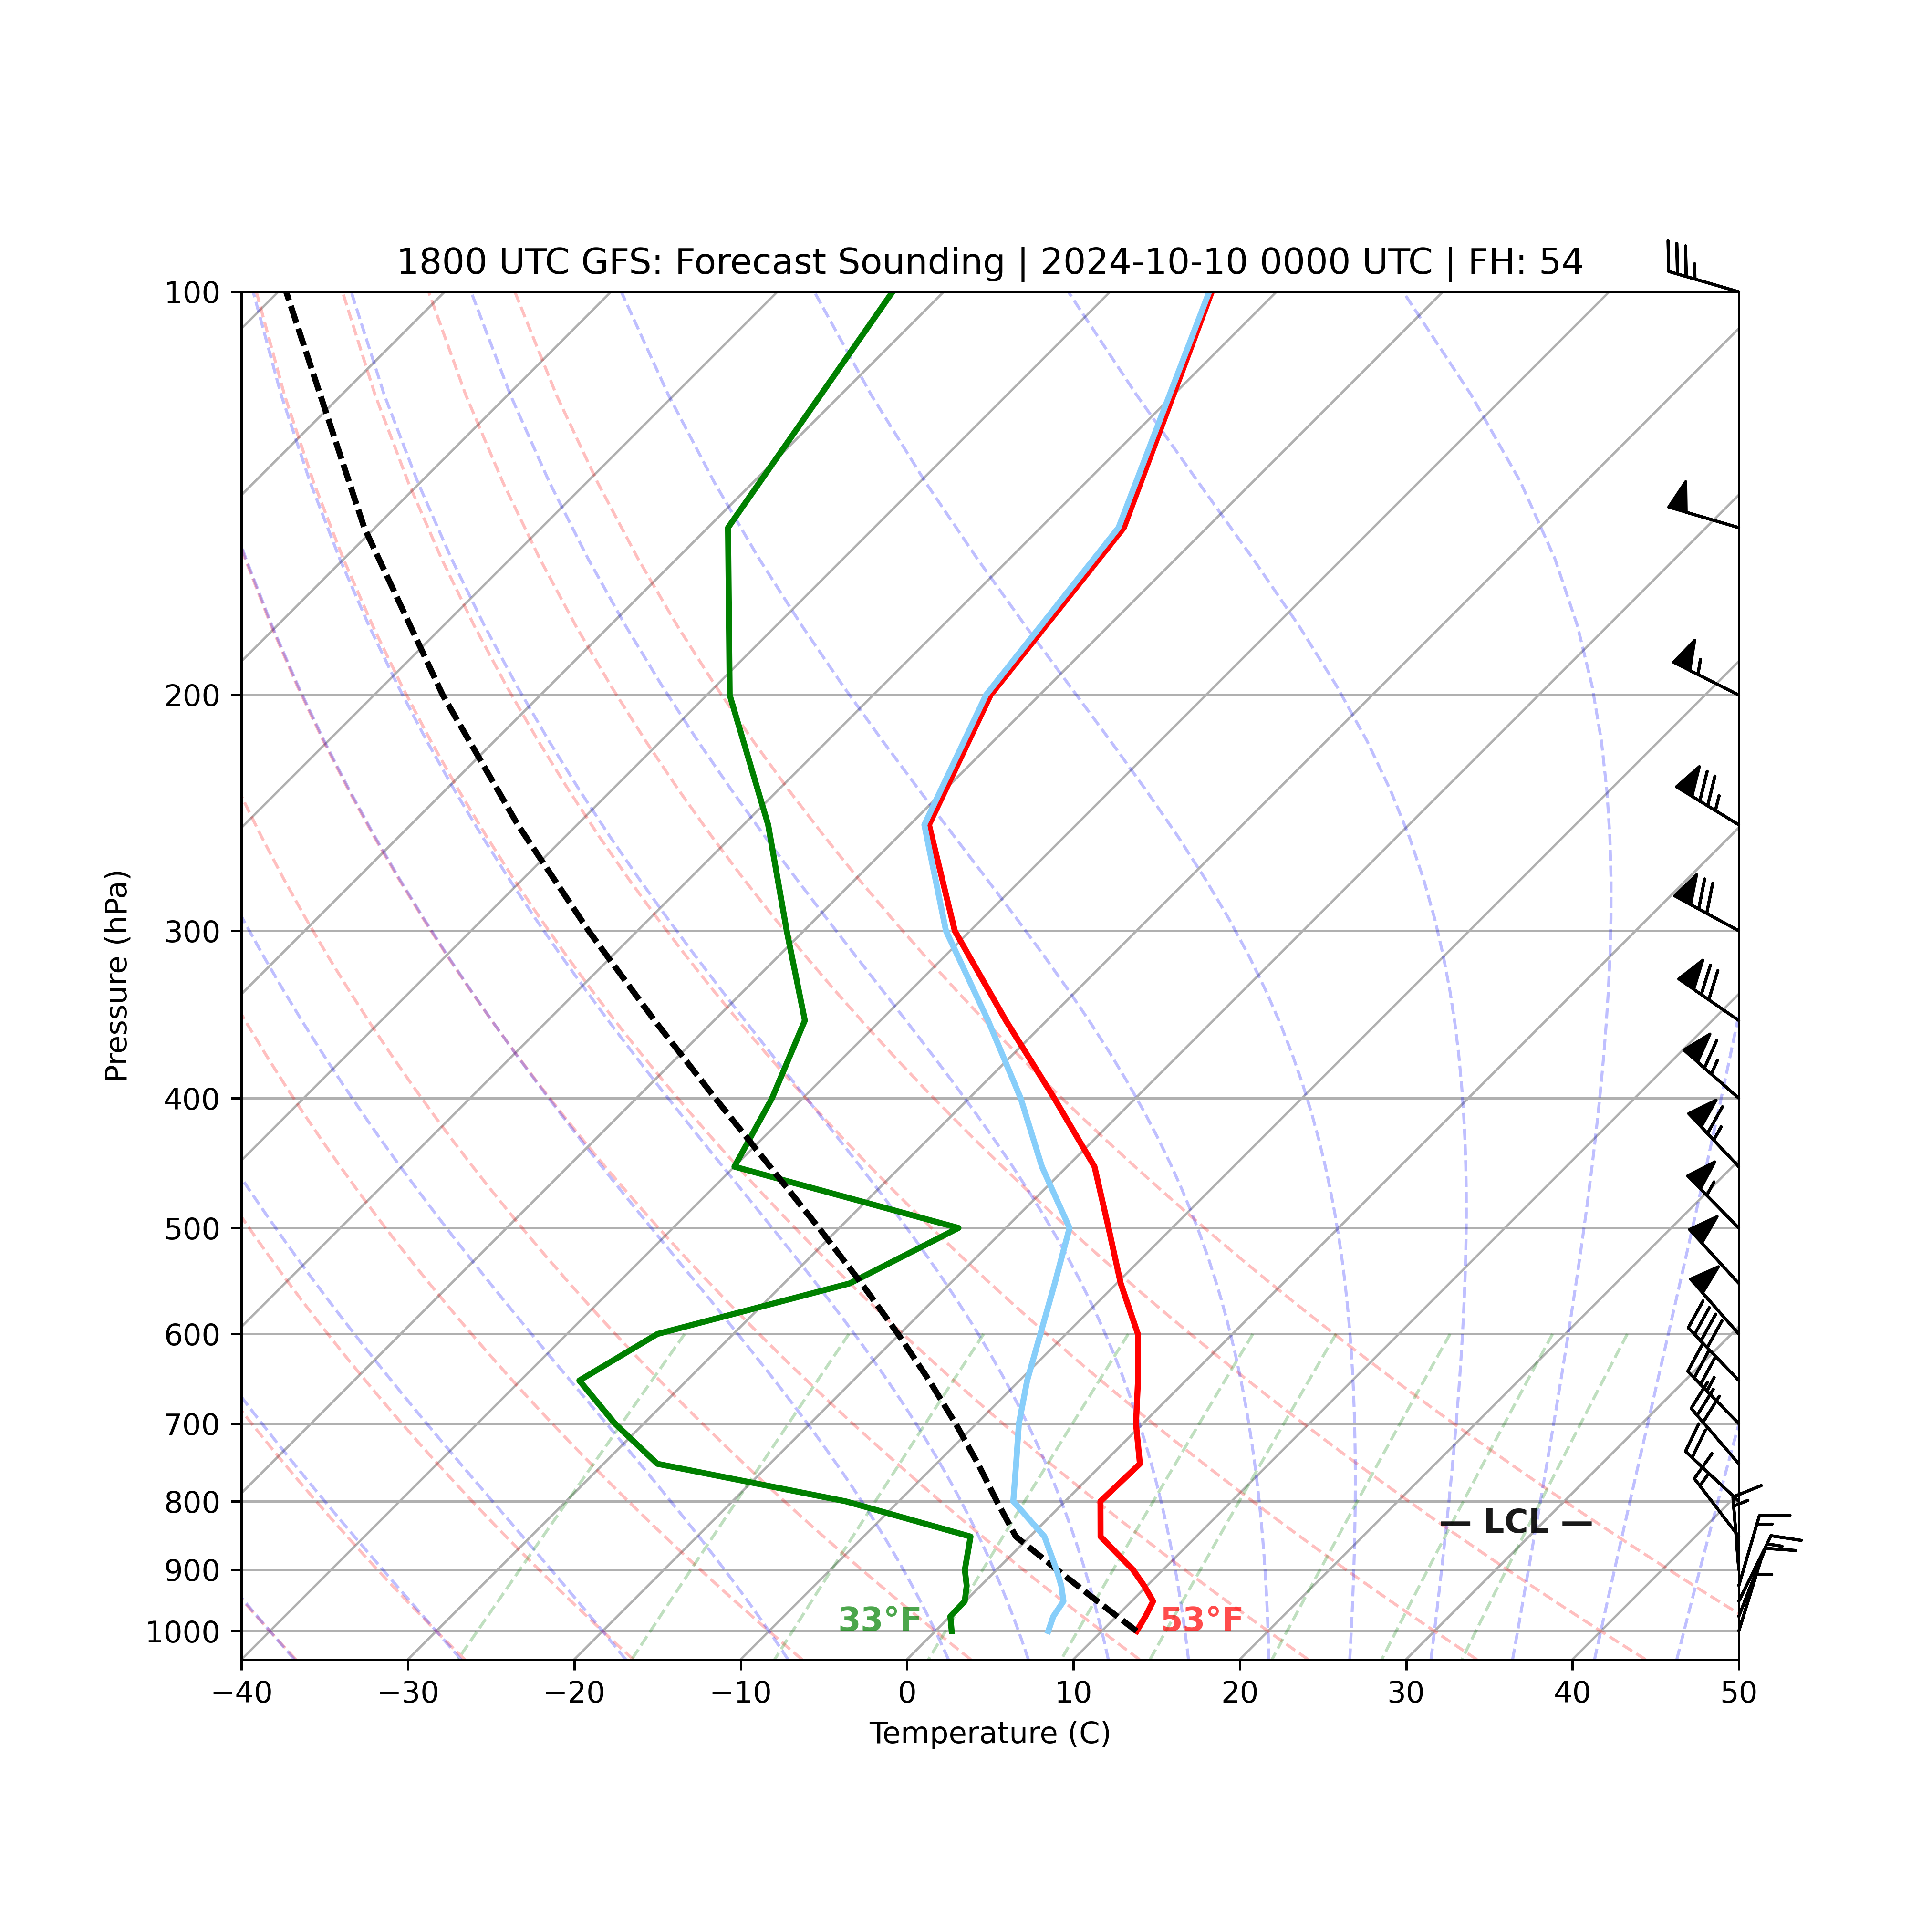 1800 UTC GFS: Forecast Sounding | 2024-10-10 0000 UTC | FH: 54
100
200
300
400
500
600
700
800
900
1000
Pressure (hPa)
— LCL —
33°F
53°F
−40 −30 −20 −10 0 10 20 30 40 50
Temperature (C)